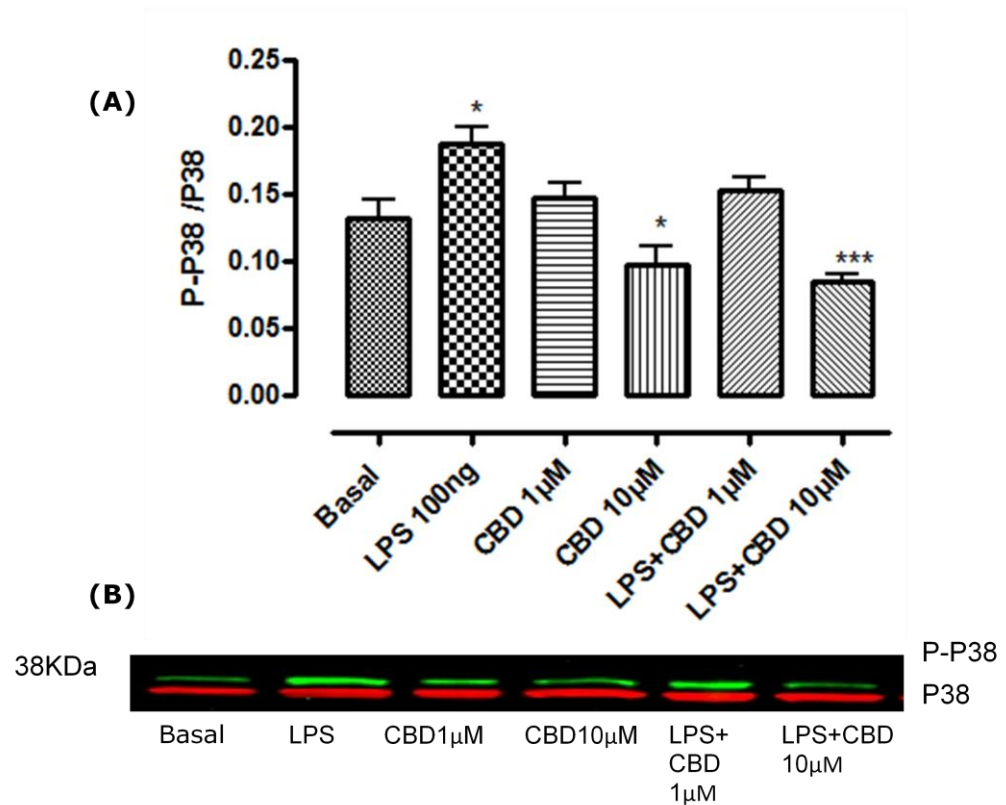 (A)
P-P38 /P38
0.25
0.20
0.15
0.10
0.05
0.00
*
*
***
Basal
LPS 100ng
CBD 1μM
CBD 10μM
LPS+CBD 1μM
LPS+CBD 10μM
(B)
38KDa
P-P38
P38
Basal
LPS
CBD1μM
CBD10μM
LPS+
CBD
1μM
LPS+CBD
10μM